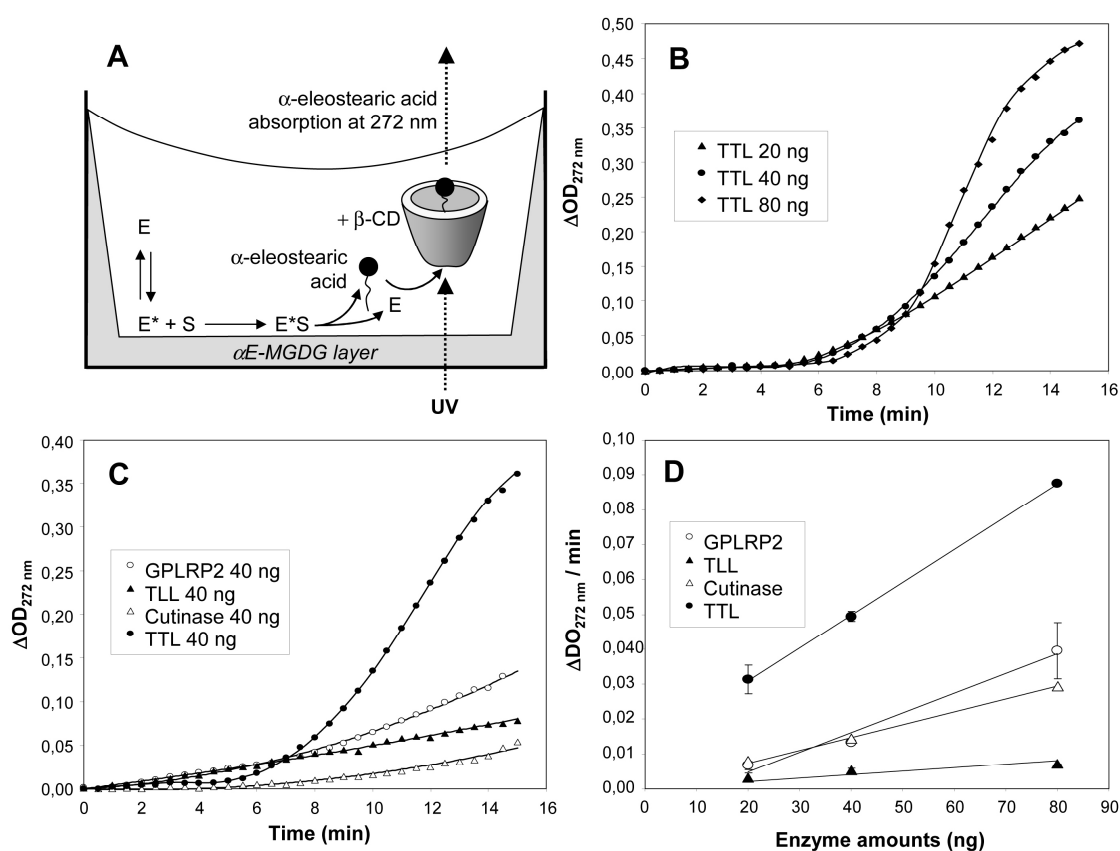 A
α-eleostearic acid
absorption at 272 nm
+ β-CD
E
α-eleostearic
acid
E
E* + S
E*S
αE-MGDG layer
UV
B
0,50
0,45
0,40
0,35
0,30
0,25
0,20
0,15
0,10
0,05
0,00
ΔOD272 nm
TTL 20 ng
TTL 40 ng
TTL 80 ng
0 2 4 6 8 10 12 14 16
Time (min)
C
0,40
0,35
0,30
0,25
0,20
0,15
0,10
0,05
0,00
ΔOD272 nm
GPLRP2 40 ng
TLL 40 ng
Cutinase 40 ng
TTL 40 ng
0 2 4 6 8 10 12 14 16
Time (min)
D
0,10
0,09
0,08
0,07
0,06
0,05
0,04
0,03
0,02
0,01
0,00
ΔDO272 nm / min
GPLRP2
TLL
Cutinase
TTL
0 10 20 30 40 50 60 70 80 90
Enzyme amounts (ng)